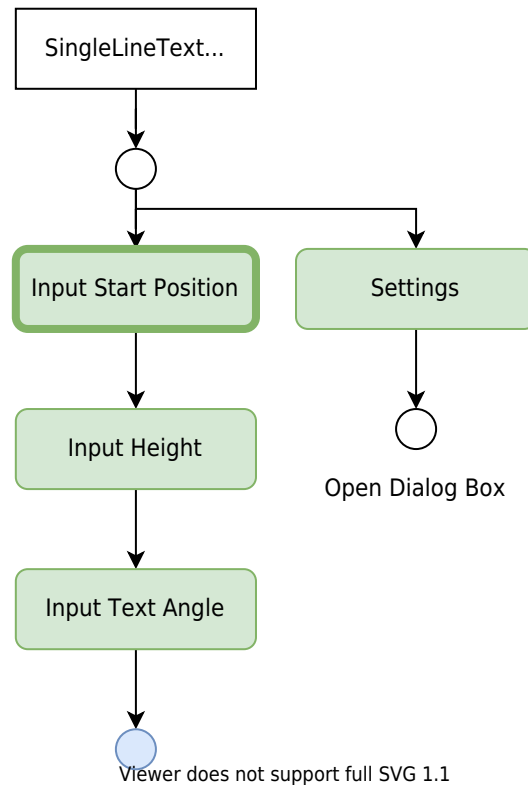 SingleLineText...
Input Start Position
Settings
Input Height
Open Dialog Box
Input Text Angle
Viewer does not support full SVG 1.1